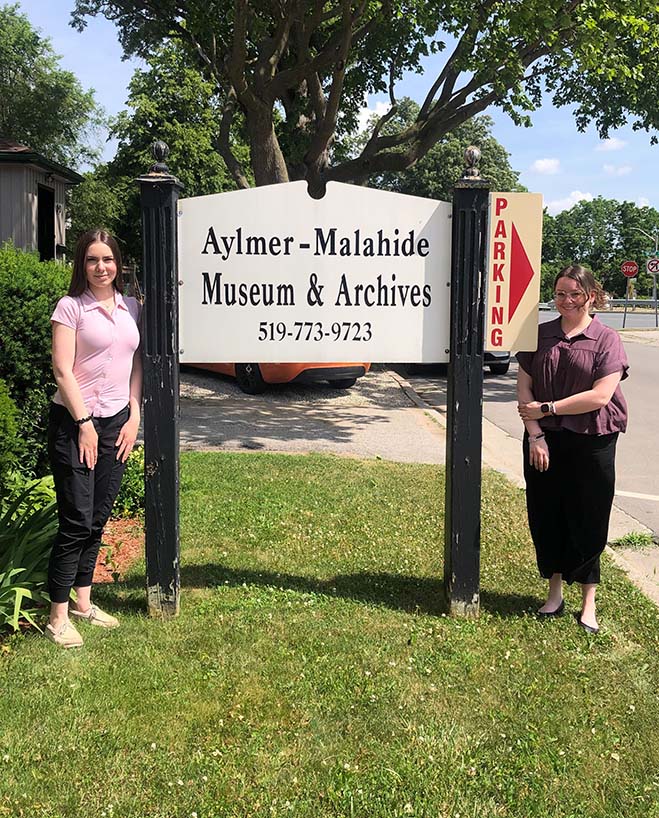 Aylmer-Malahide
Museum & Archives
519-773-9723
PARKING
STOP